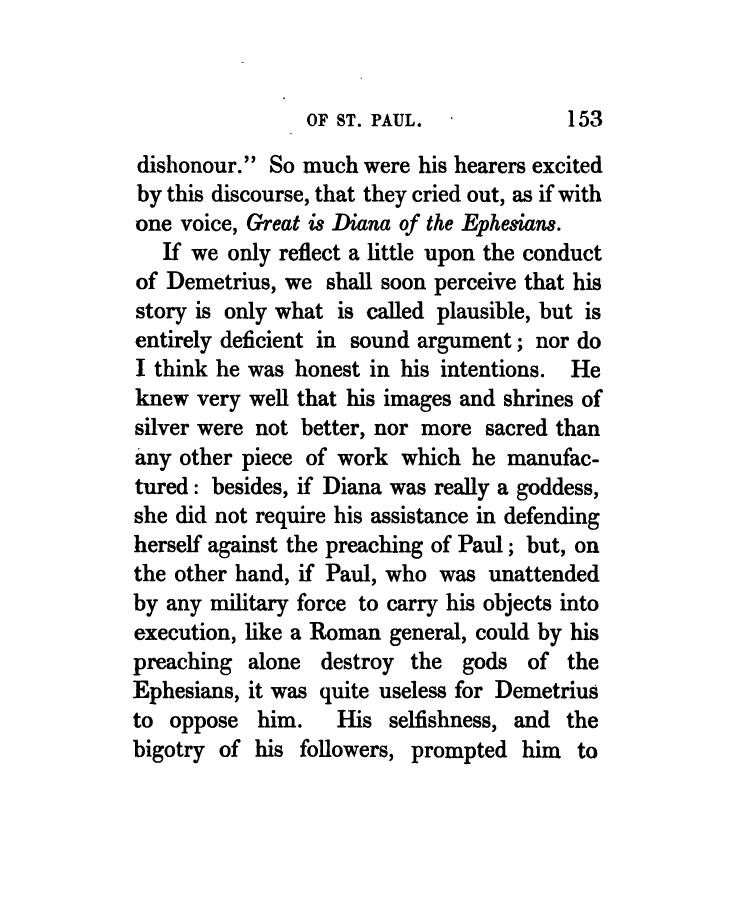 OF ST. PAUL. 153
dishonour." So much were his hearers excited
by this discourse, that they cried out, as if with
one voice, Great is Diana of the Ephesians.
If we only reflect a little upon the conduct
of Demetrius, we shall soon perceive that his
story is only what is called plausible, but is
entirely deficient in sound argument; nor do
I think he was honest in his intentions. He
knew very well that his images and shrines of
silver were not better, nor more sacred than
any other piece of work which he manufac-
tured: besides, if Diana was really a goddess,
she did not require his assistance in defending
herself against the preaching of Paul; but, on
the other hand, if Paul, who was unattended
by any military force to carry his objects into
execution, like a Roman general, could by his
preaching alone destroy the gods of the
Ephesians, it was quite useless for Demetrius
to oppose him. His selfishness, and the
bigotry of his followers, prompted him to